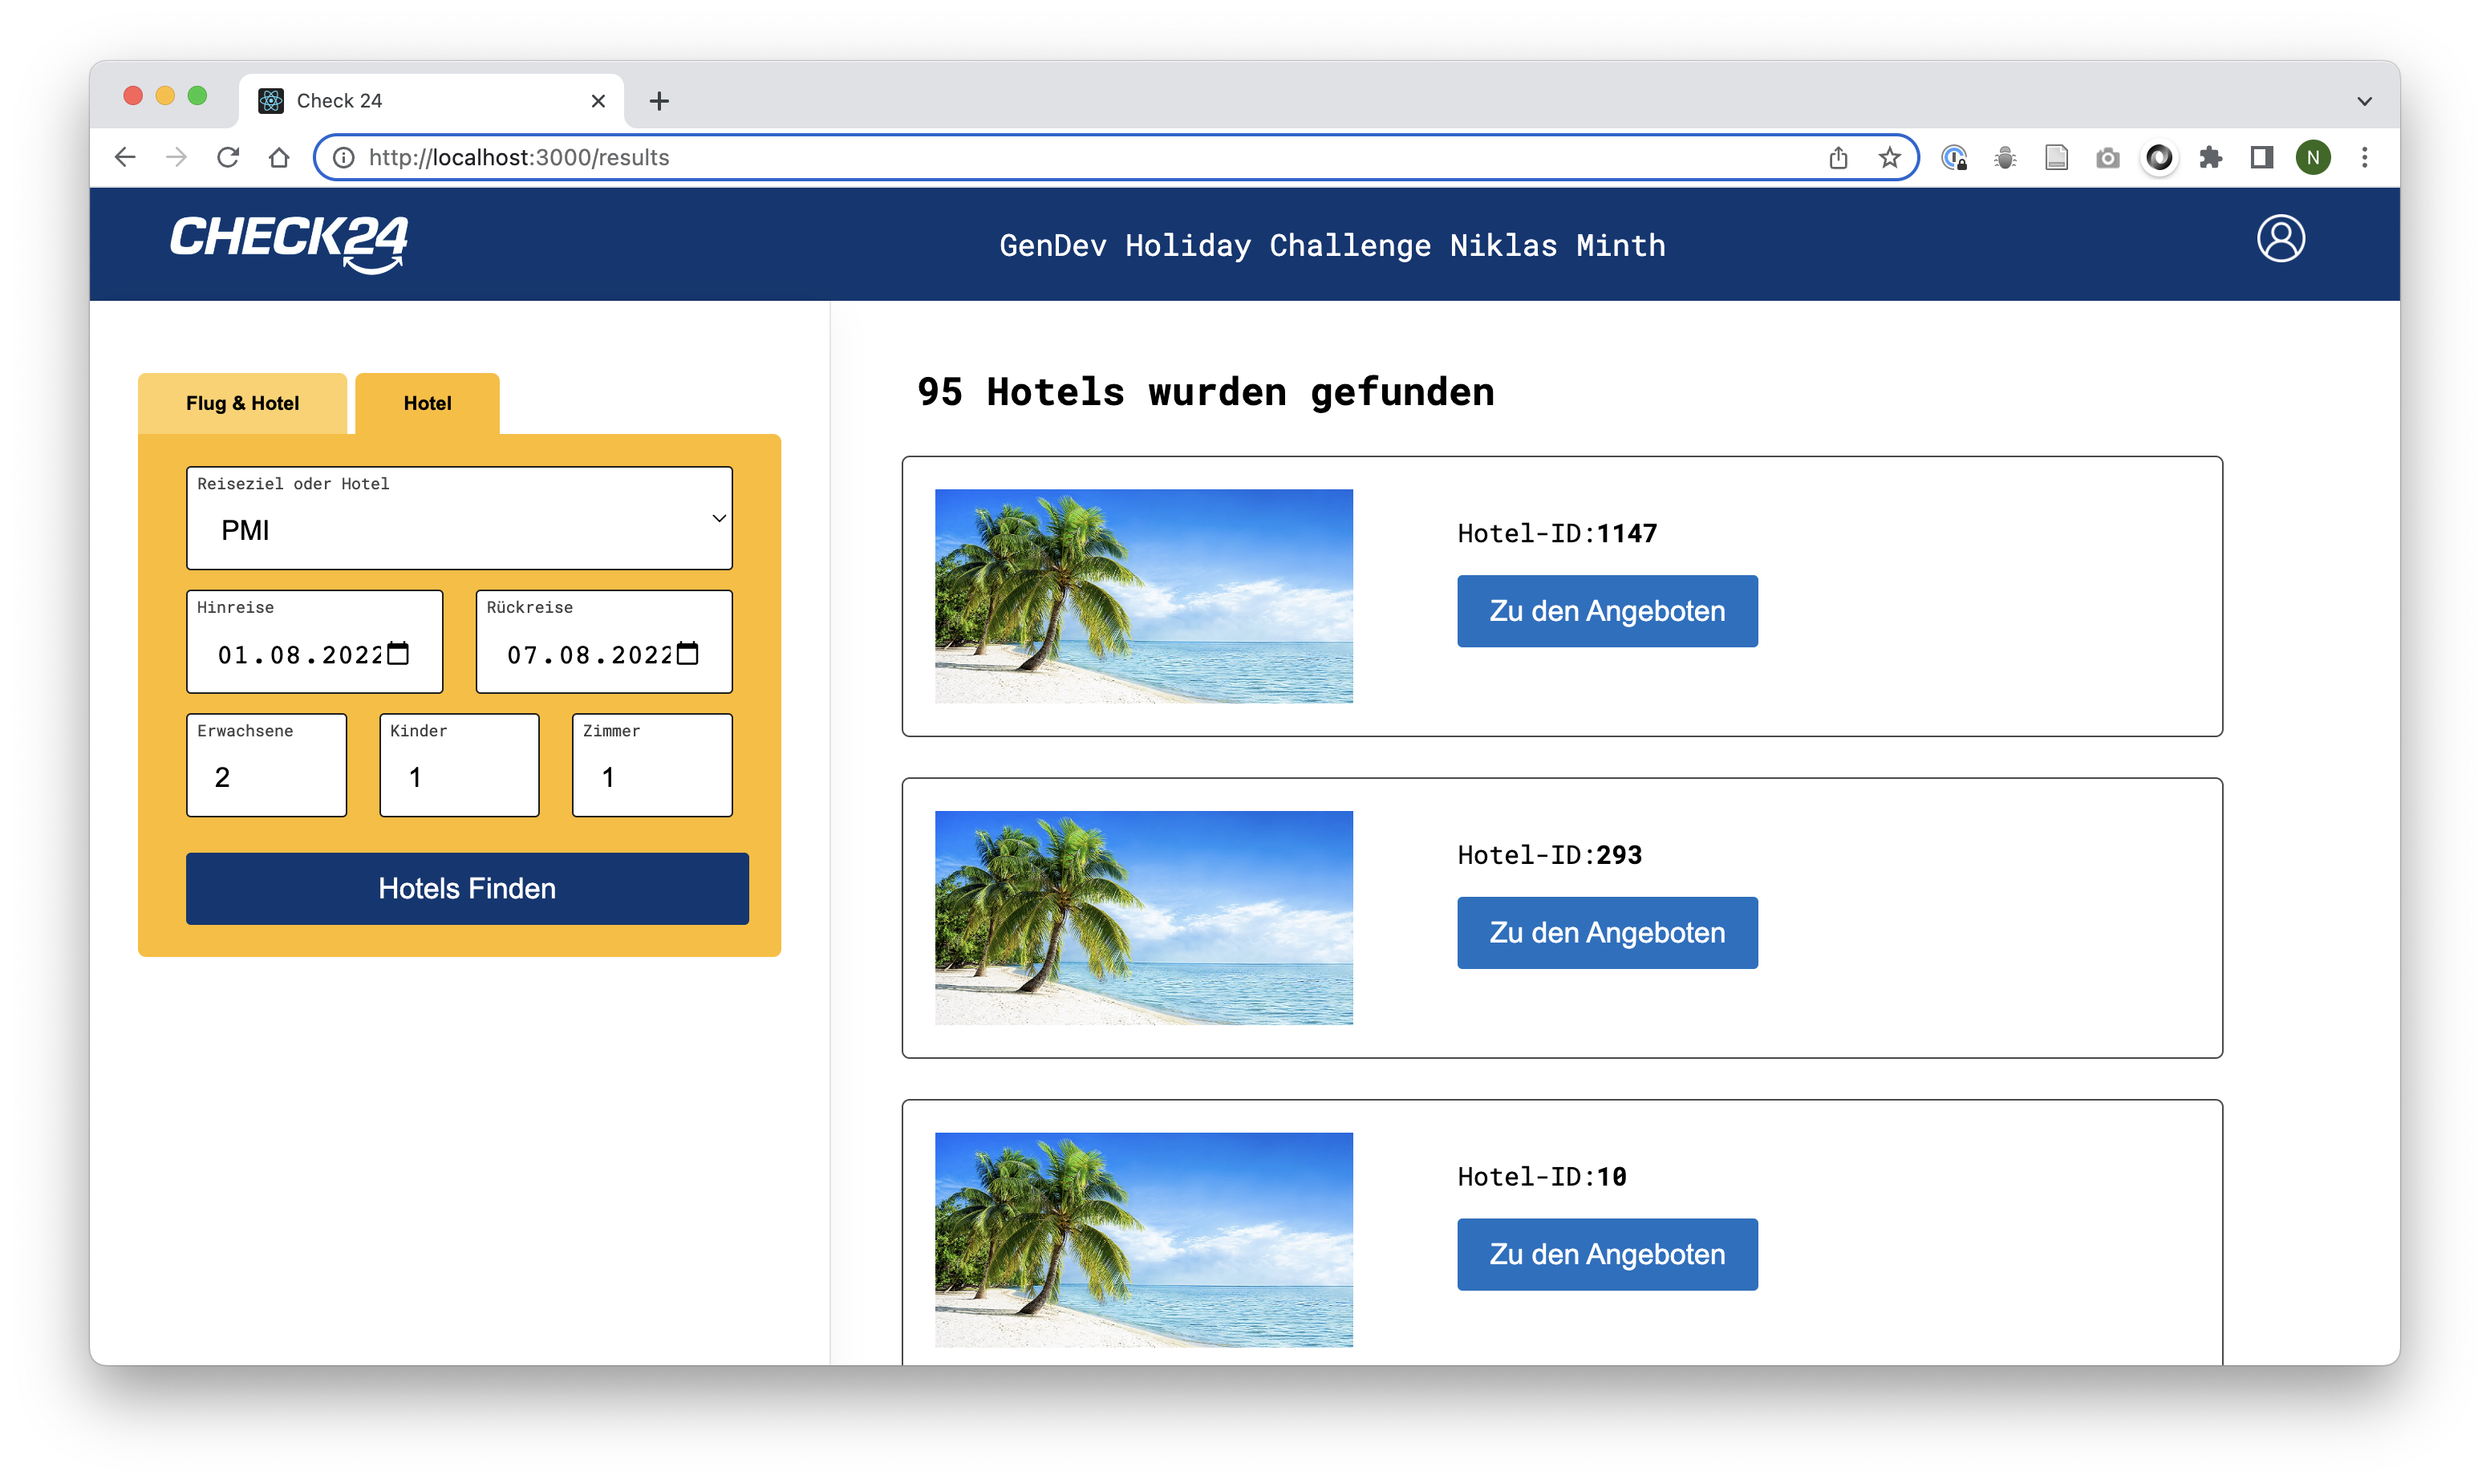 Check 24
http://localhost:3000/results
N
CHECK24
GenDev Holiday Challenge Niklas Minth
Flug & Hotel
Hotel
Reiseziel oder Hotel
PMI
Hinreise
01.08.2022
Rückreise
07.08.2022
Erwachsene
2
Kinder
1
Zimmer
1
Hotels Finden
95 Hotels wurden gefunden
Hotel-ID:1147
Zu den Angeboten
Hotel-ID:293
Zu den Angeboten
Hotel-ID:10
Zu den Angeboten